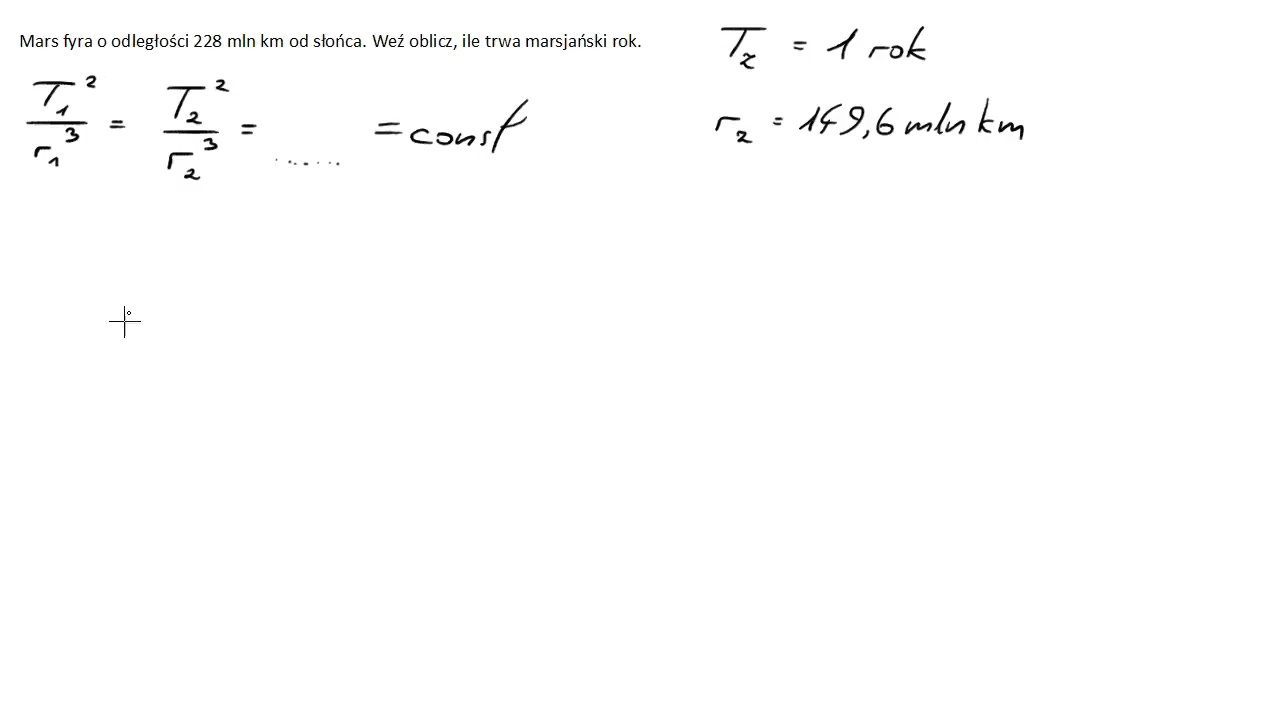 Mars fyra o odległości 228 mln km od słońca. Weź oblicz, ile trwa marsjański rok.
T₁²/r₁³ = T₂²/r₂³ = ...... = const
T_z = 1 rok
r_z = 149,6 mln km